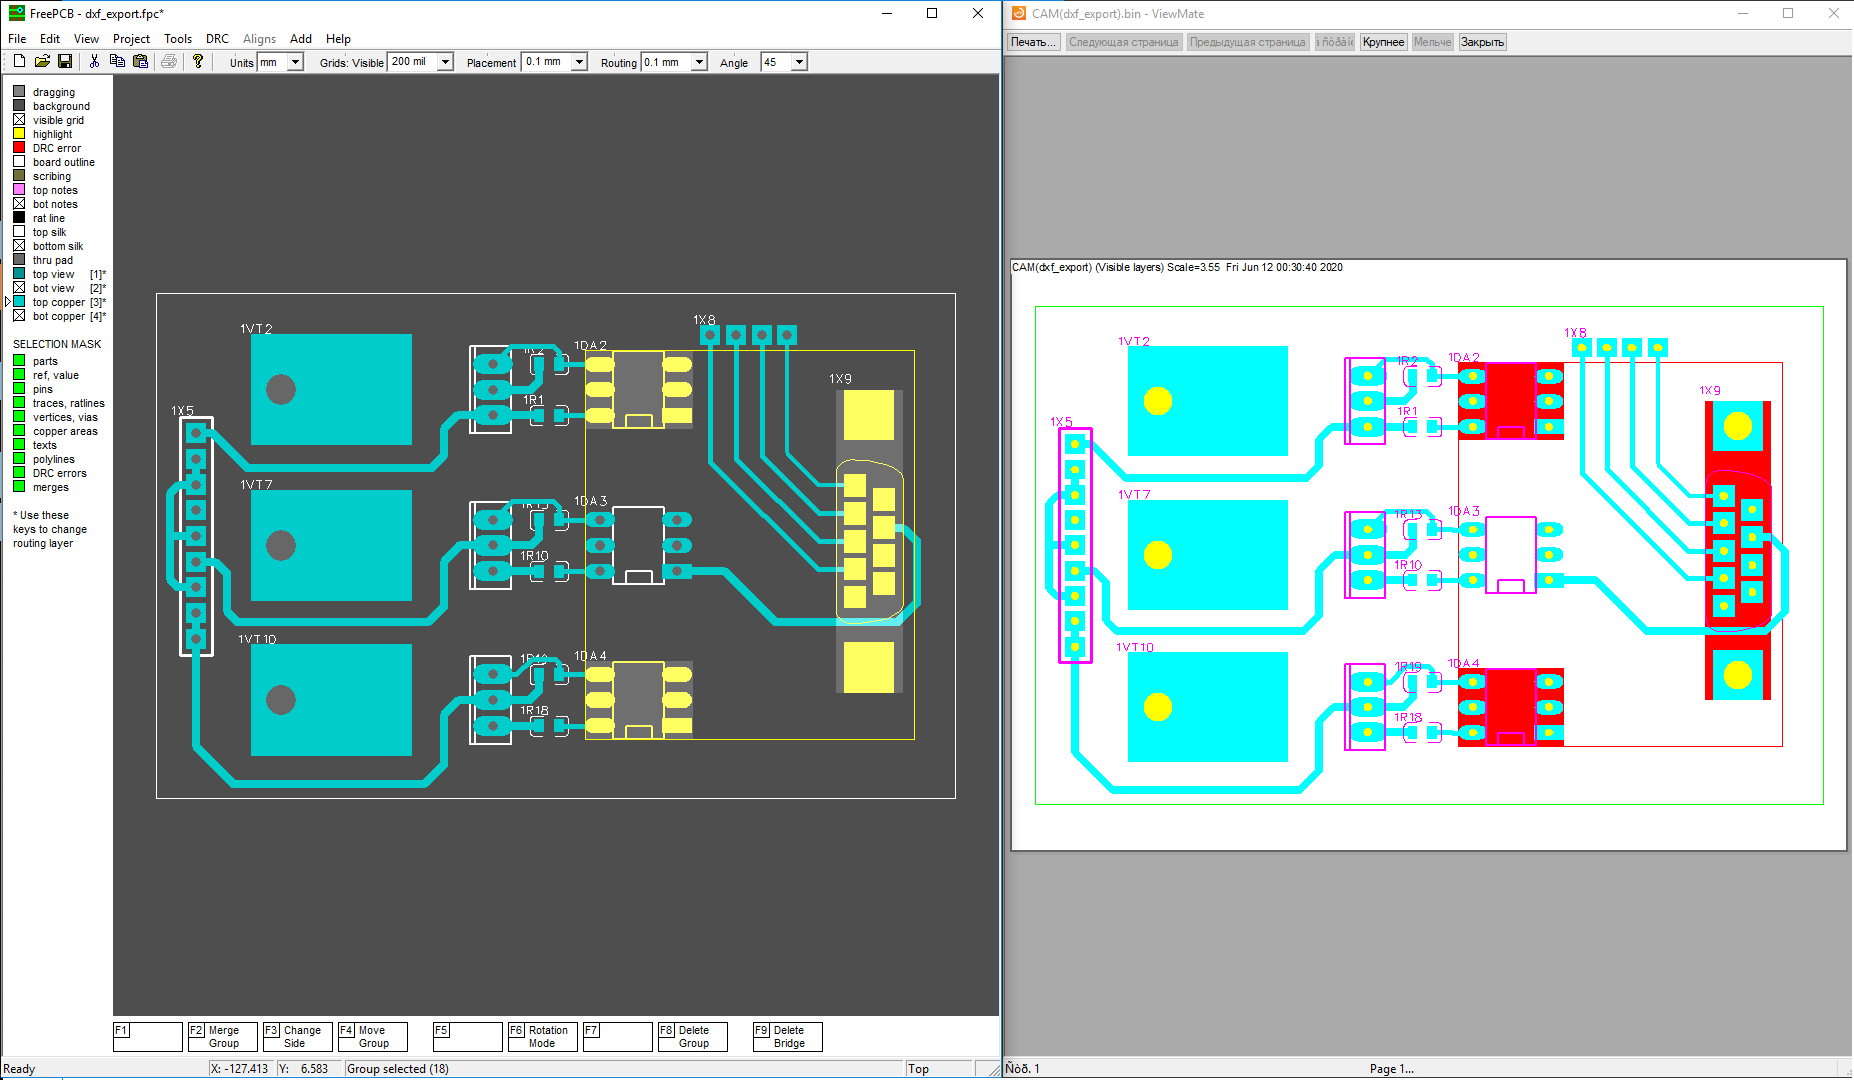 FreePCB - dxf_export.fpc*
File Edit View Project Tools DRC Aligns Add Help
Units mm Grids: Visible 200 mil Placement 0.1 mm Routing 0.1 mm Angle 45
dragging
background
visible grid
highlight
DRC error
board outline
scribing
top notes
bot notes
rat line
top silk
bottom silk
thru pad
top view [1]*
bot view [2]*
top copper [3]*
bot copper [4]*
SELECTION MASK
parts
ref, value
pins
traces, ratlines
vertices, vias
copper areas
texts
polylines
DRC errors
merges
* Use these
keys to change
routing layer
1VT2
1DA2
1X8
1X9
1R1
1X5
1VT7
1DA3
1R10
1VT10
1DA4
1R18
F1
F2 Merge Group
F3 Change Side
F4 Move Group
F5
F6 Rotation Mode
F7
F8 Delete Group
F9 Delete Bridge
Ready X: -127.413 Y: 6.583 Group selected (18) Top
CAM(dxf_export).bin - ViewMate
Печать... Следующая страница Предыдущая страница Крупнее Мельче Закрыть
CAM(dxf_export) (Visible layers) Scale=3.55 Fri Jun 12 00:30:40 2020
1VT2
1R2
1DA2
1X8
1X9
1R1
1X5
1VT7
1R13
1DA3
1R10
1VT10
1R19
1DA4
1R18
Ñòð. 1 Page 1...